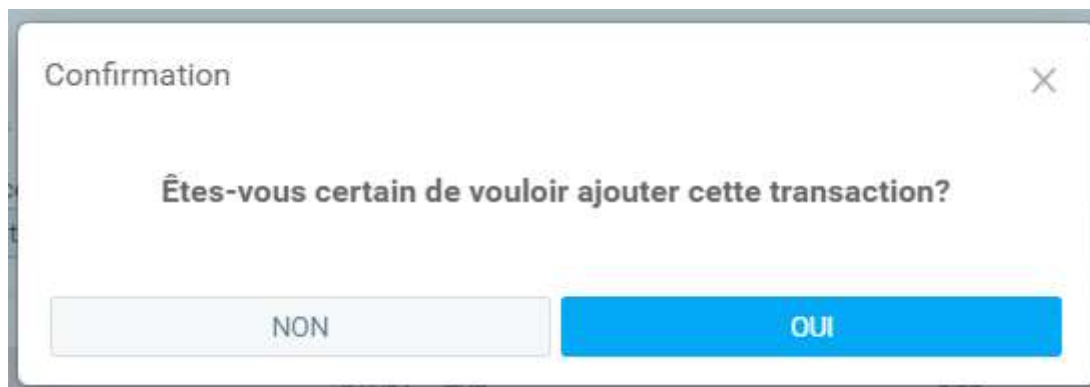 Confirmation
Êtes-vous certain de vouloir ajouter cette transaction?
NON
OUI